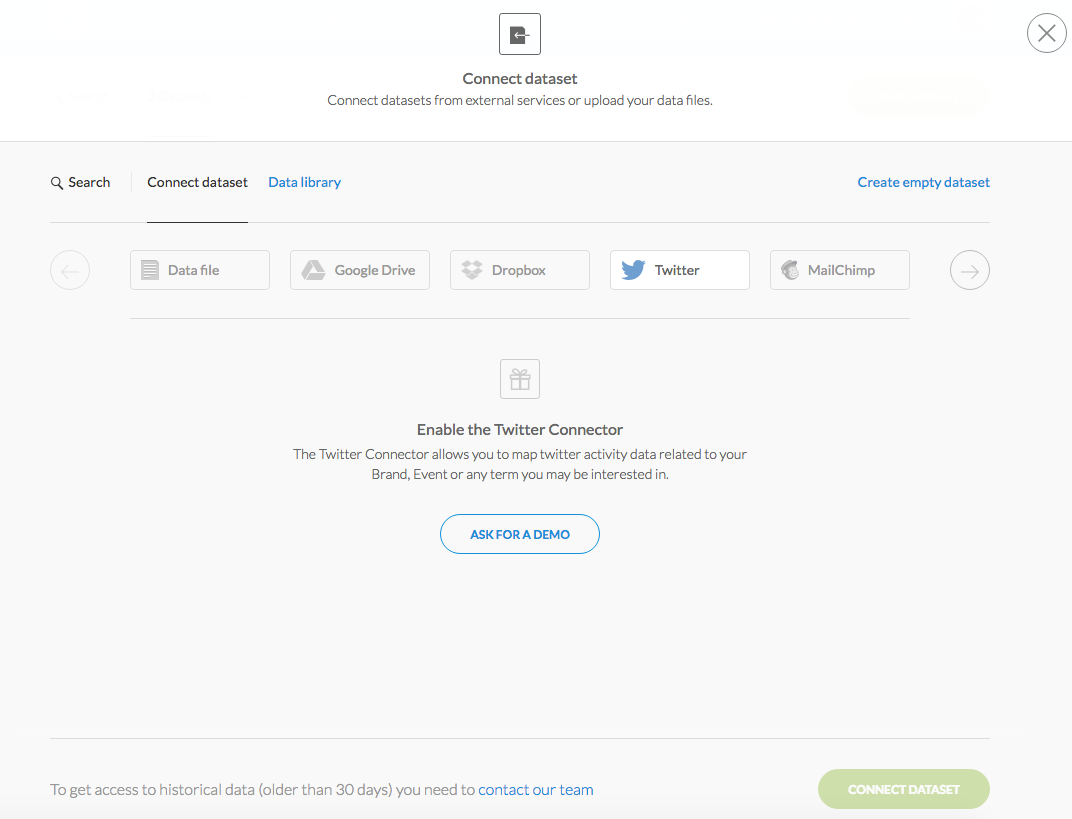 Connect dataset
Connect datasets from external services or upload your data files.
Search
Connect dataset
Data library
Create empty dataset
Data file
Google Drive
Dropbox
Twitter
MailChimp
Enable the Twitter Connector
The Twitter Connector allows you to map twitter activity data related to your
Brand, Event or any term you may be interested in.
ASK FOR A DEMO
To get access to historical data (older than 30 days) you need to contact our team
CONNECT DATASET